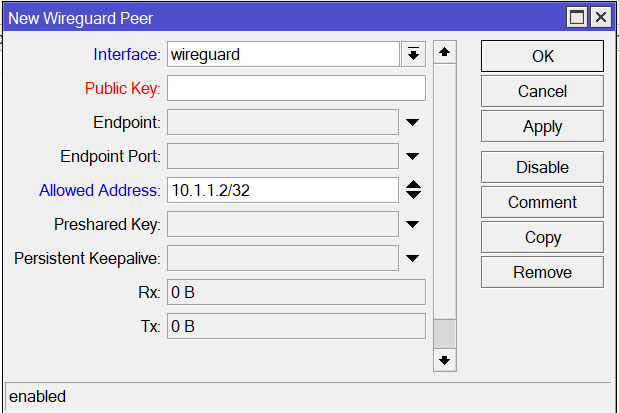 New Wireguard Peer
Interface: wireguard
Public Key:
Endpoint:
Endpoint Port:
Allowed Address: 10.1.1.2/32
Preshared Key:
Persistent Keepalive:
Rx: 0 B
Tx: 0 B
OK
Cancel
Apply
Disable
Comment
Copy
Remove
enabled